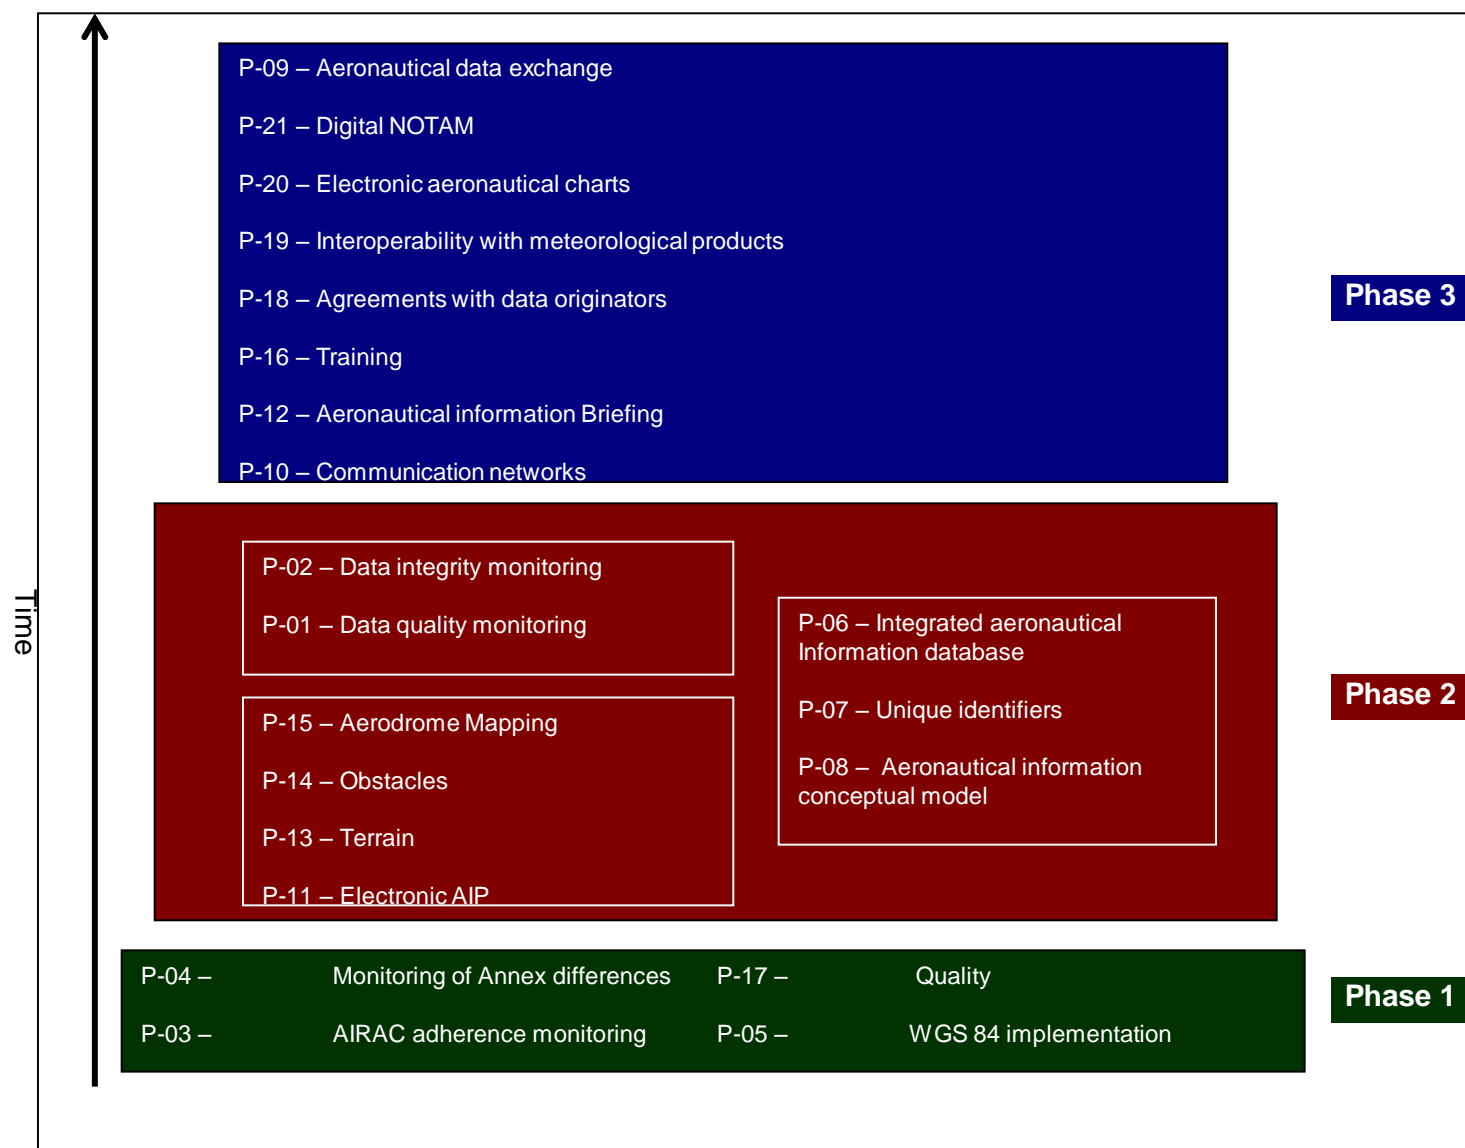 P-09 – Aeronautical data exchange
P-21 – Digital NOTAM
P-20 – Electronic aeronautical charts
P-19 – Interoperability with meteorological products
P-18 – Agreements with data originators
P-16 – Training
P-12 – Aeronautical information Briefing
P-10 – Communication networks
Phase 3
Time
P-02 – Data integrity monitoring
P-01 – Data quality monitoring
P-15 – Aerodrome Mapping
P-14 – Obstacles
P-13 – Terrain
P-11 – Electronic AIP
P-06 – Integrated aeronautical
Information database
P-07 – Unique identifiers
P-08 – Aeronautical information
conceptual model
Phase 2
P-04 – Monitoring of Annex differences P-17 – Quality
P-03 – AIRAC adherence monitoring P-05 – WGS 84 implementation
Phase 1